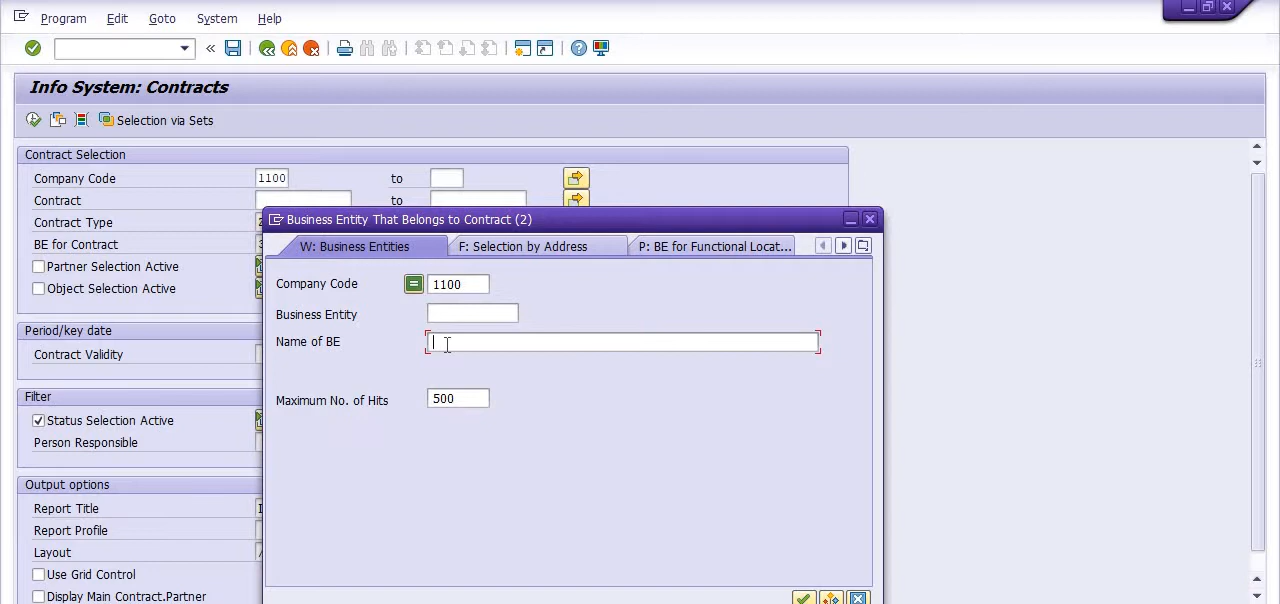 Program Edit Goto System Help
Info System: Contracts
Selection via Sets
Contract Selection
Company Code 1100 to
Contract to
Contract Type
BE for Contract
Partner Selection Active
Object Selection Active
Period/key date
Contract Validity
Filter
Status Selection Active
Person Responsible
Output options
Report Title
Report Profile
Layout
Use Grid Control
Display Main Contract.Partner
Business Entity That Belongs to Contract (2)
W: Business Entities F: Selection by Address P: BE for Functional Locat...
Company Code 1100
Business Entity
Name of BE
Maximum No. of Hits 500